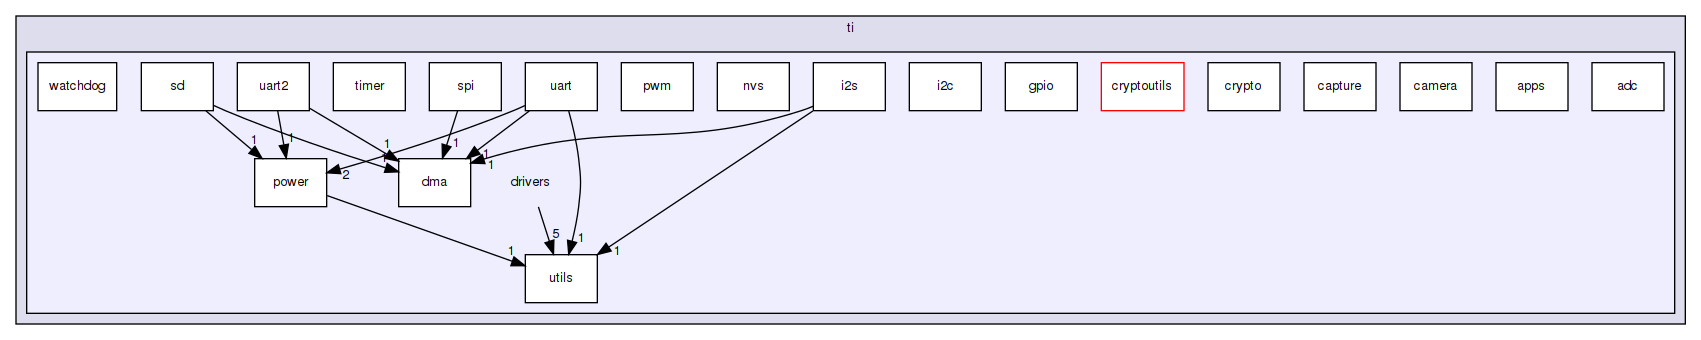 ti
watchdog sd uart2 timer spi uart pwm nvs i2s i2c gpio cryptoutils crypto capture camera apps adc
1 1 1 1 1 1 1
2
power dma drivers
5 1
1 1
utils